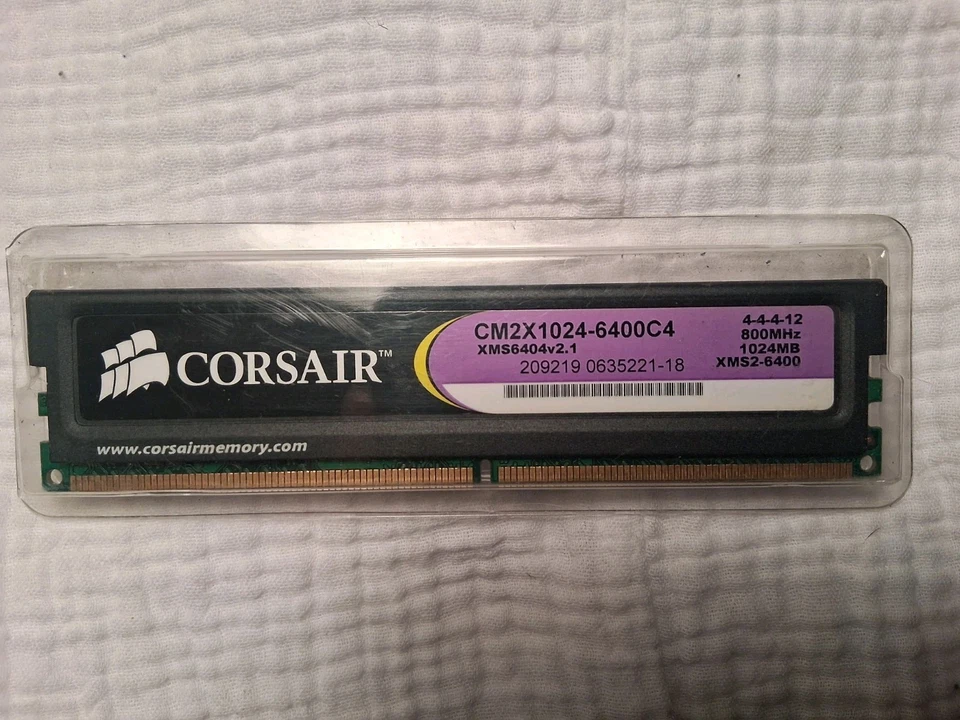 CORSAIR™
www.corsairmemory.com
CM2X1024-6400C4
XMS6404v2.1
209219 0635221-18
4-4-4-12
800MHz
1024MB
XMS2-6400